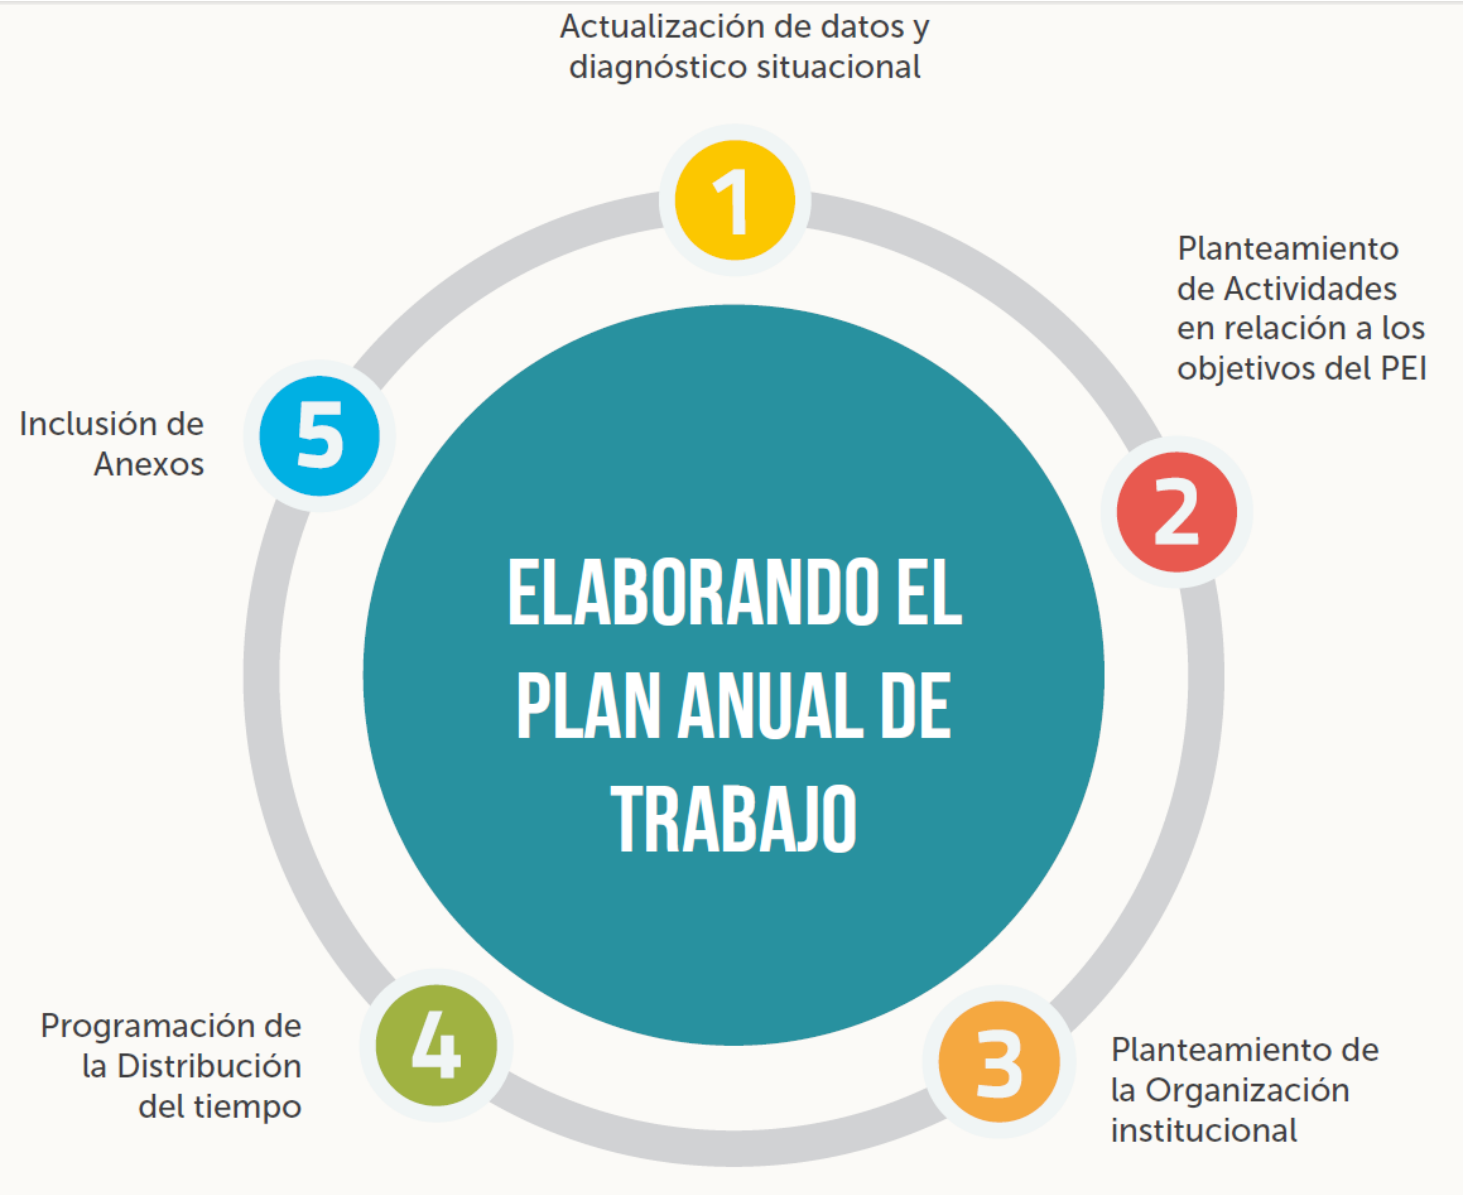 Actualización de datos y
diagnóstico situacional
1
Planteamiento
de Actividades
en relación a los
objetivos del PEI
2
Inclusión de
Anexos
5
ELABORANDO EL
PLAN ANUAL DE
TRABAJO
Programación de
la Distribución
del tiempo
4
3
Planteamiento de
la Organización
institucional